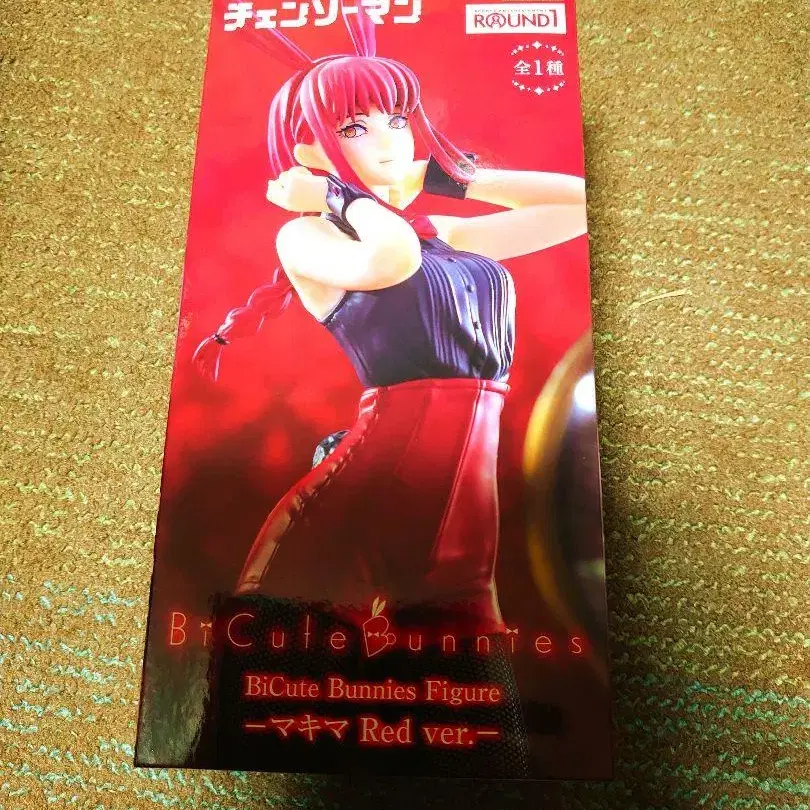 チェンソーマン
ROUND1
全1種
BiCute Bunnies
BiCute Bunnies Figure
ーマキマ Red ver.ー